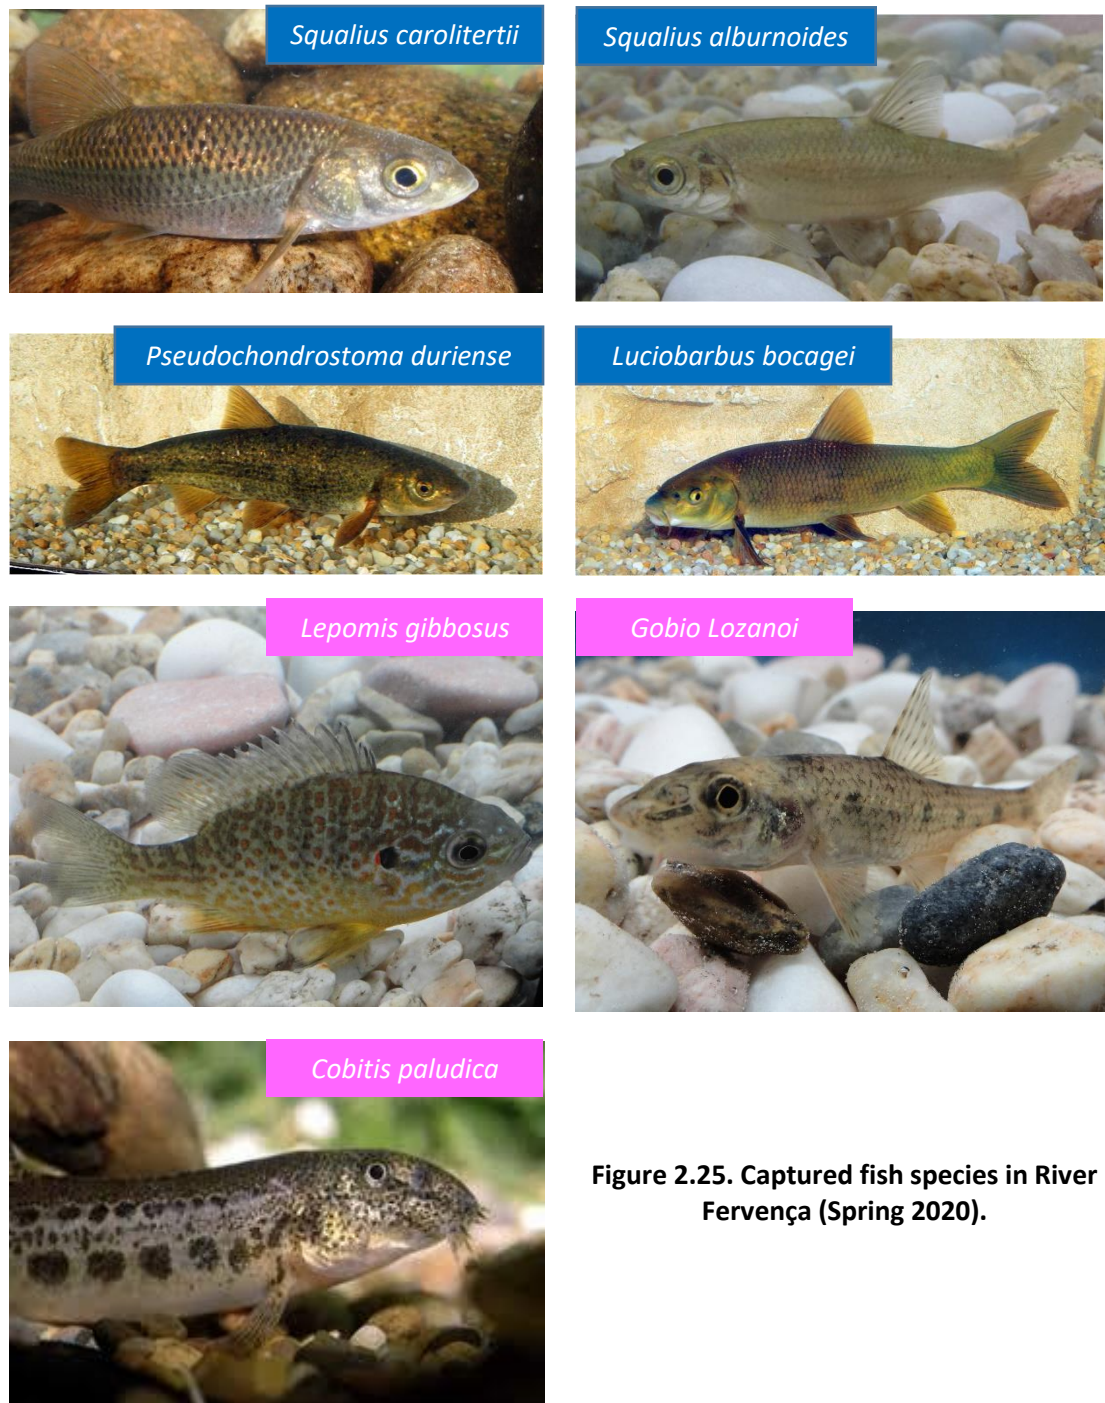 Squalius carolitertii
Squalius alburnoides
Pseudochondrostoma duriense
Luciobarbus bocagei
Lepomis gibbosus
Gobio Lozanoi
Cobitis paludica
Figure 2.25. Captured fish species in River
Fervença (Spring 2020).